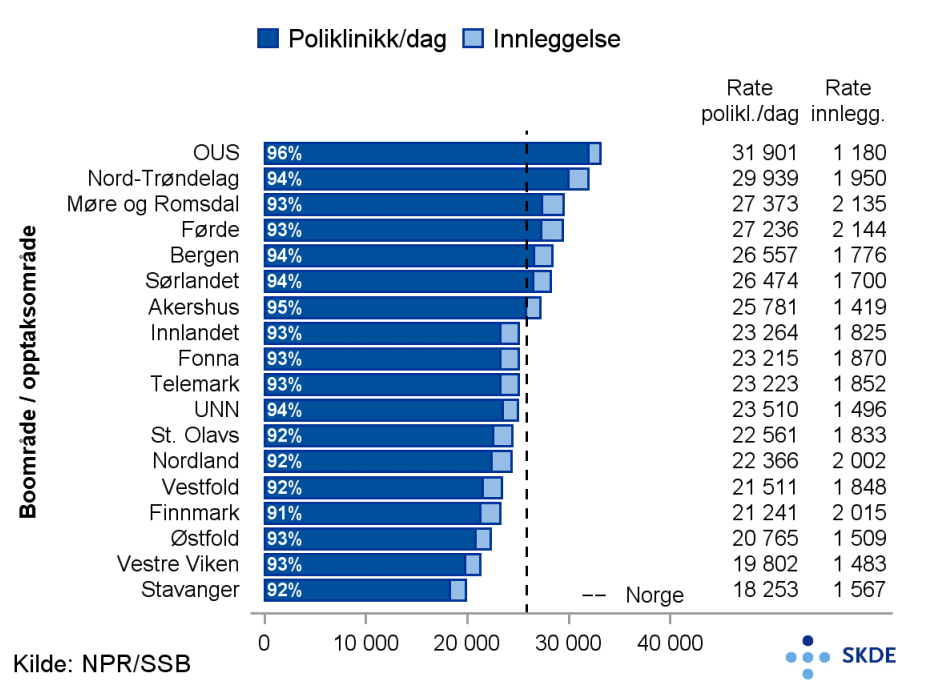 Poliklinikk/dag Innleggelse
Rate Rate
polikl./dag innlegg.
OUS 96% 31 901 1 180
Nord-Trøndelag 94% 29 939 1 950
Møre og Romsdal 93% 27 373 2 135
Førde 93% 27 236 2 144
Bergen 94% 26 557 1 776
Sørlandet 94% 26 474 1 700
Akershus 95% 25 781 1 419
Innlandet 93% 23 264 1 825
Fonna 93% 23 215 1 870
Telemark 93% 23 223 1 852
UNN 94% 23 510 1 496
St. Olavs 92% 22 561 1 833
Nordland 92% 22 366 2 002
Vestfold 92% 21 511 1 848
Finnmark 91% 21 241 2 015
Østfold 93% 20 765 1 509
Vestre Viken 93% 19 802 1 483
Stavanger 92% 18 253 1 567
Norge
Boområde / opptaksområde
0 10 000 20 000 30 000 40 000
Kilde: NPR/SSB
SKDE